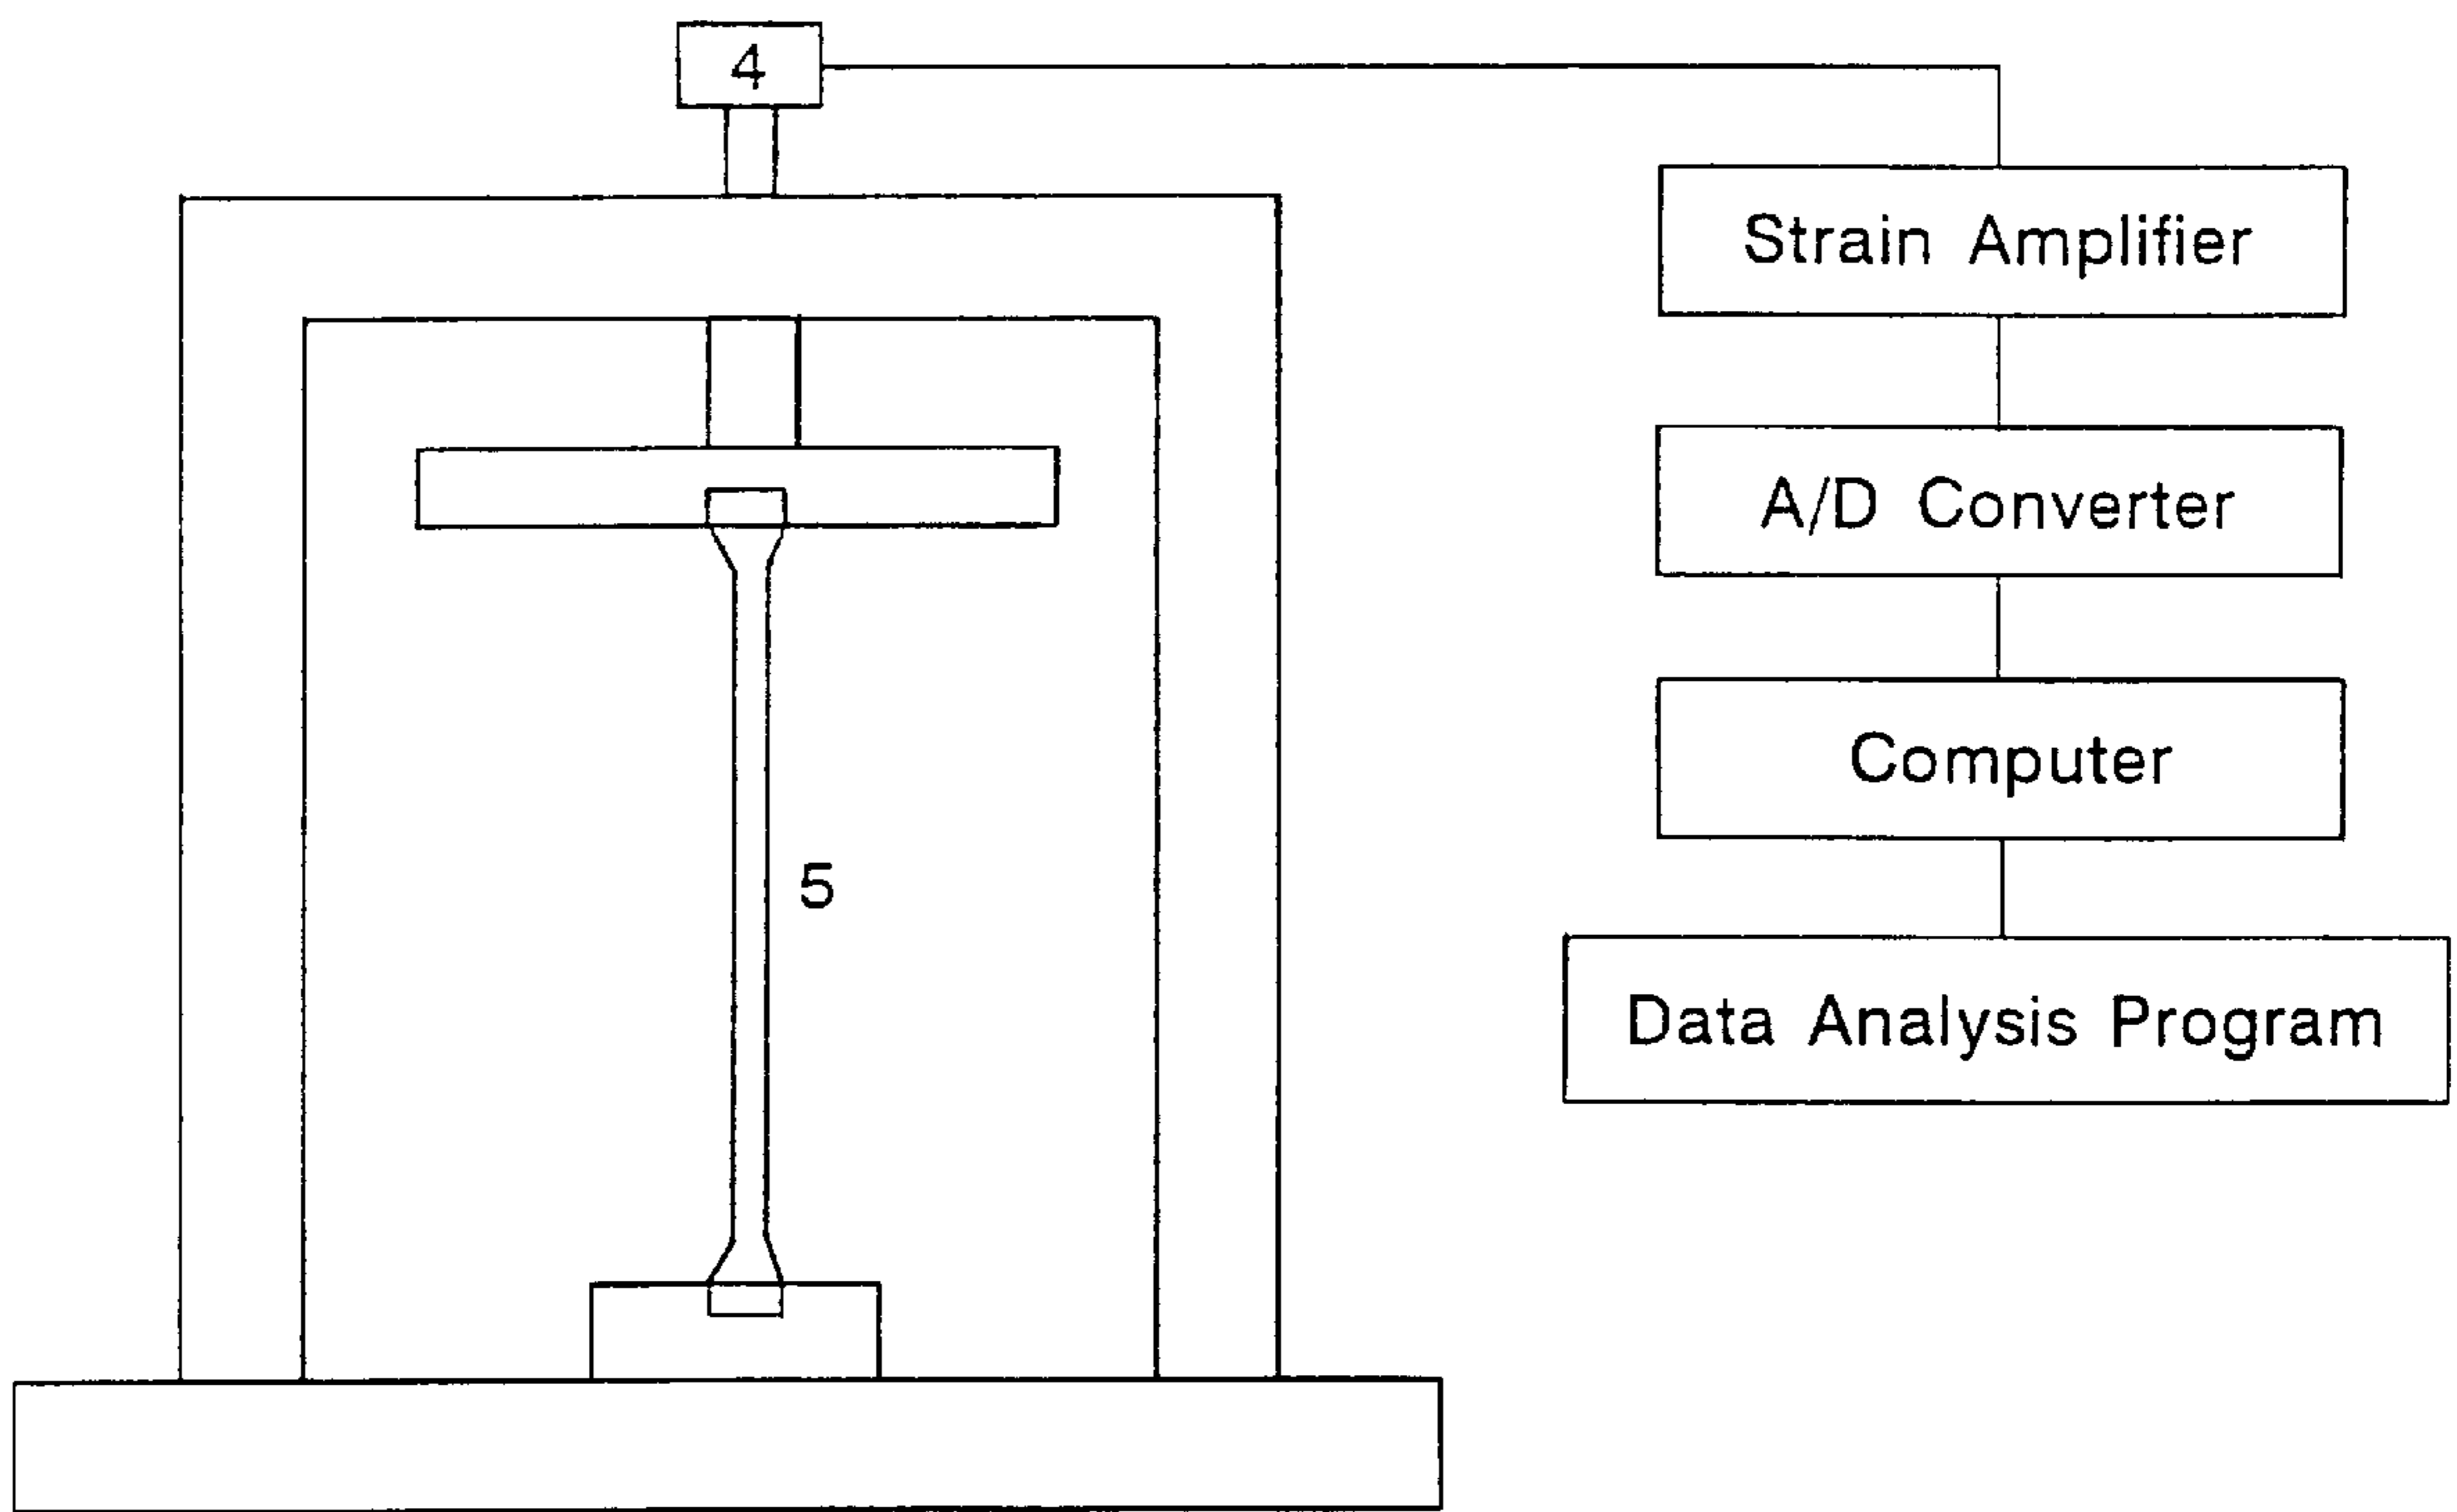 4
Strain Amplifier
A/D Converter
Computer
5
Data Analysis Program